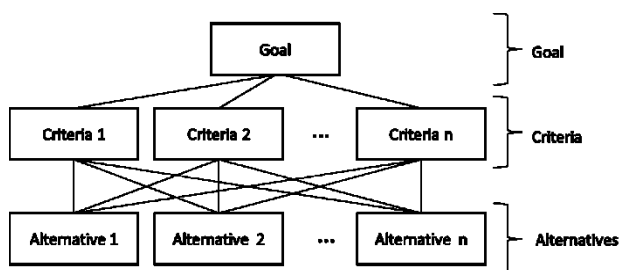 Goal
Goal
Criteria 1
Criteria 2
...
Criteria n
Criteria
Alternative 1
Alternative 2
...
Alternative n
Alternatives